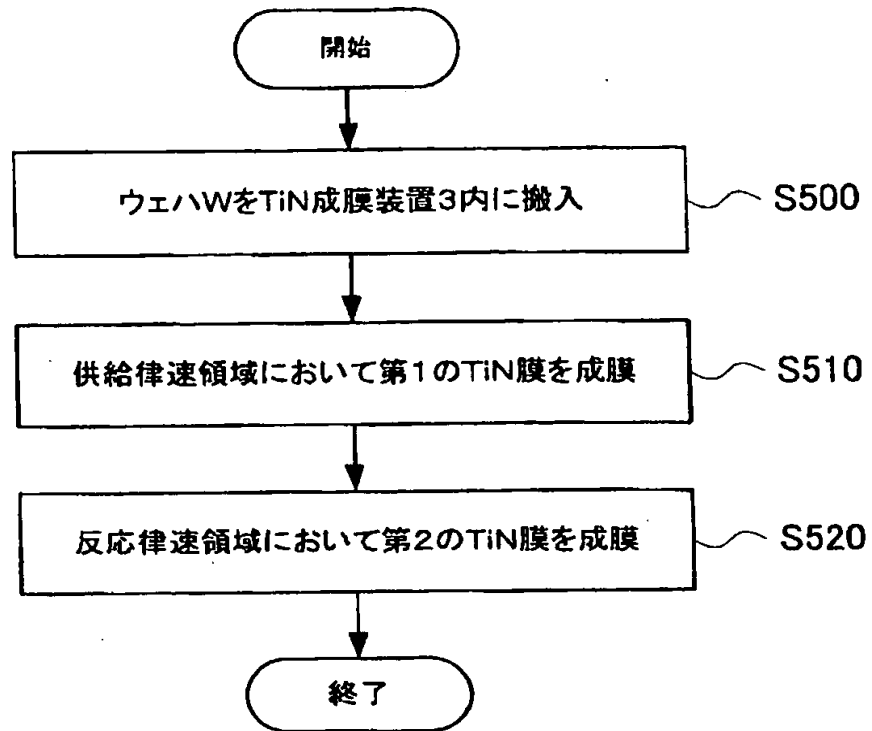 開始
ウェハWをTiN成膜装置3内に搬入
S500
供給律速領域において第1のTiN膜を成膜
S510
反応律速領域において第2のTiN膜を成膜
S520
終了